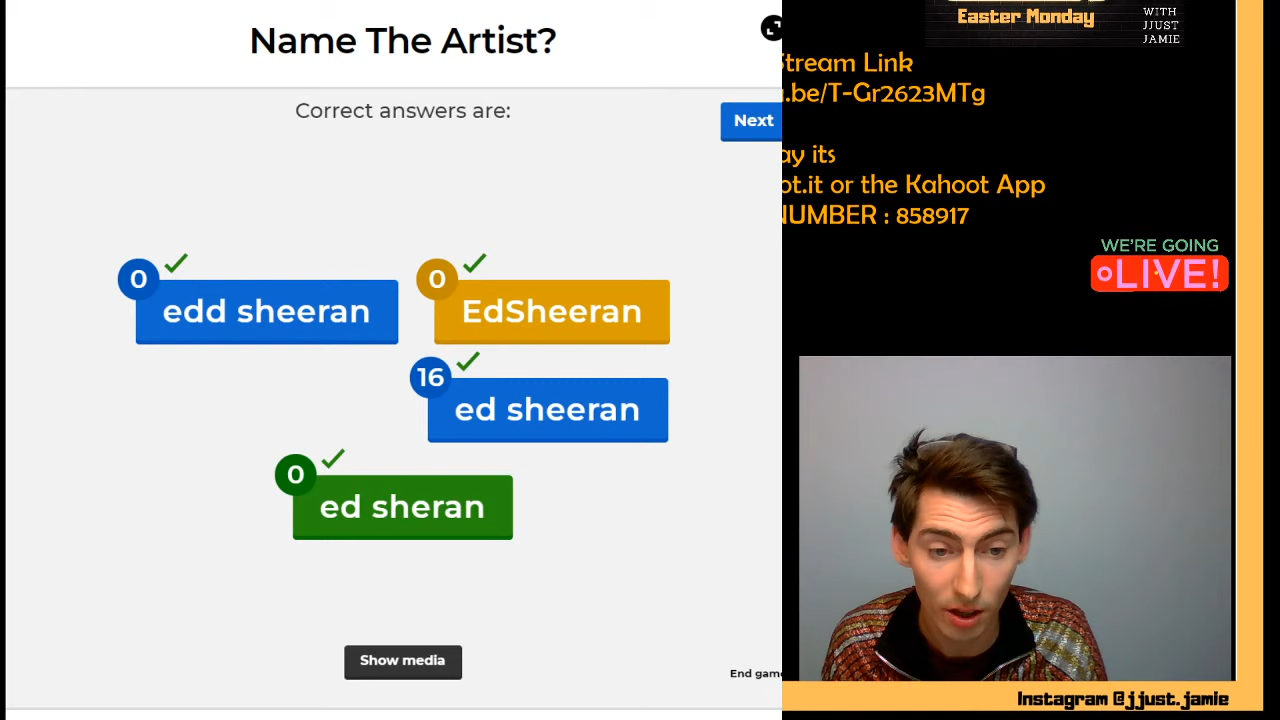 Name The Artist?
Correct answers are:
Next
0
edd sheeran
0
EdSheeran
16
ed sheeran
0
ed sheran
Show media
End game
Easter Monday
WITH
JJUST
JAMIE
Stream Link
.be/T-Gr2623MTg
ay its
ot.it or the Kahoot App
NUMBER : 858917
WE'RE GOING
LIVE!
Instagram @jjust.jamie